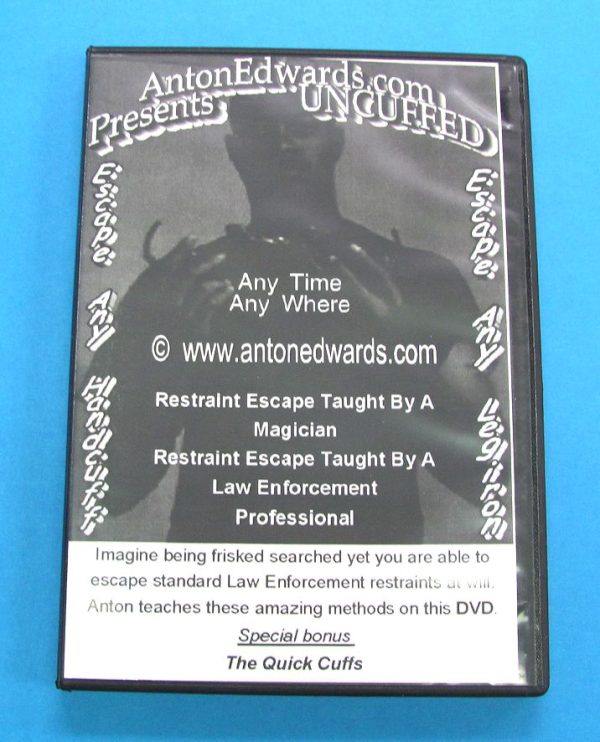 AntonEdwards.com
Presents UNCUFFED
Escape Any Handcuff!
Escape Any Legiron!
Any Time
Any Where
© www.antonedwards.com
Restraint Escape Taught By A
Magician
Restraint Escape Taught By A
Law Enforcement
Professional
Imagine being frisked searched yet you are able to
escape standard Law Enforcement restraints at will.
Anton teaches these amazing methods on this DVD.
Special bonus
The Quick Cuffs